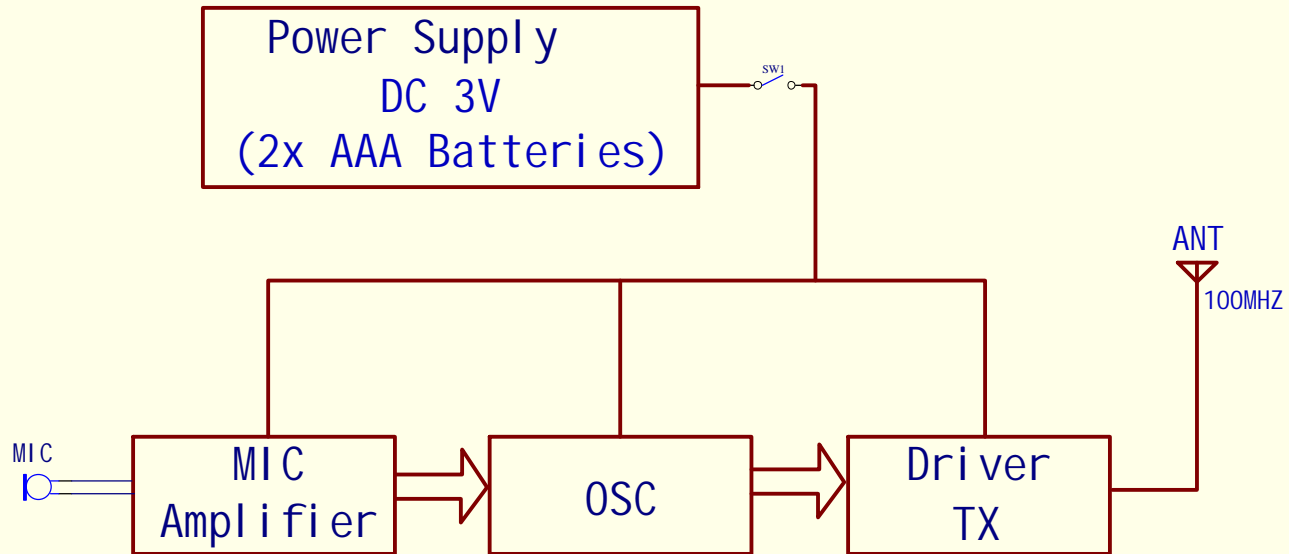 Power Supply
DC 3V
(2x AAA Batteries)
SW1
ANT
100MHZ
MIC
MIC
Amplifier
OSC
Driver
TX